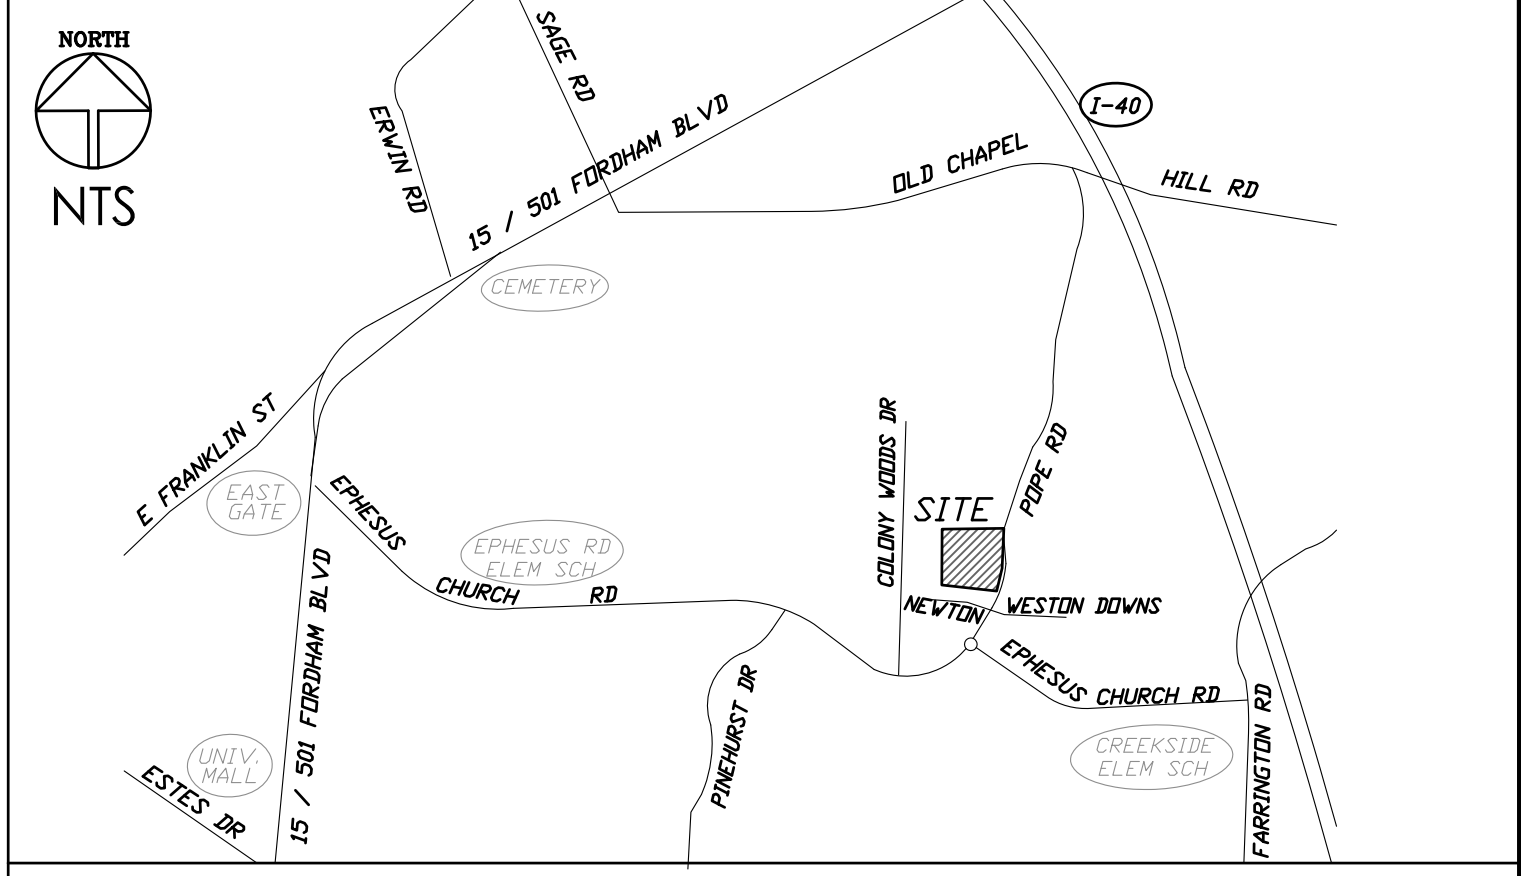 NORTH
NTS
SAGE RD
ERWIN RD
15 / 501 FORDHAM BLVD
I-40
OLD CHAPEL
HILL RD
CEMETERY
E FRANKLIN ST
EAST
GATE
EPHESUS
CHURCH
RD
EPHESUS RD
ELEM SCH
COLONY WOODS DR
POPE RD
SITE
NEWTON
WESTON DOWNS
EPHESUS
CHURCH RD
15 / 501 FORDHAM BLVD
UNIV.
MALL
ESTES DR
PINEHURST DR
CREEKSIDE
ELEM SCH
FARRINGTON RD